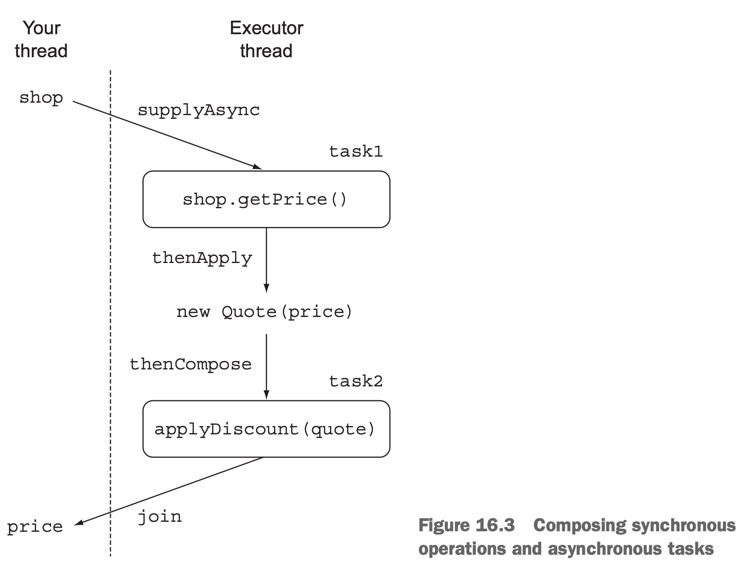 Your
thread
Executor
thread
shop
supplyAsync
task1
shop.getPrice()
thenApply
new Quote(price)
thenCompose
task2
applyDiscount(quote)
join
price
Figure 16.3 Composing synchronous
operations and asynchronous tasks